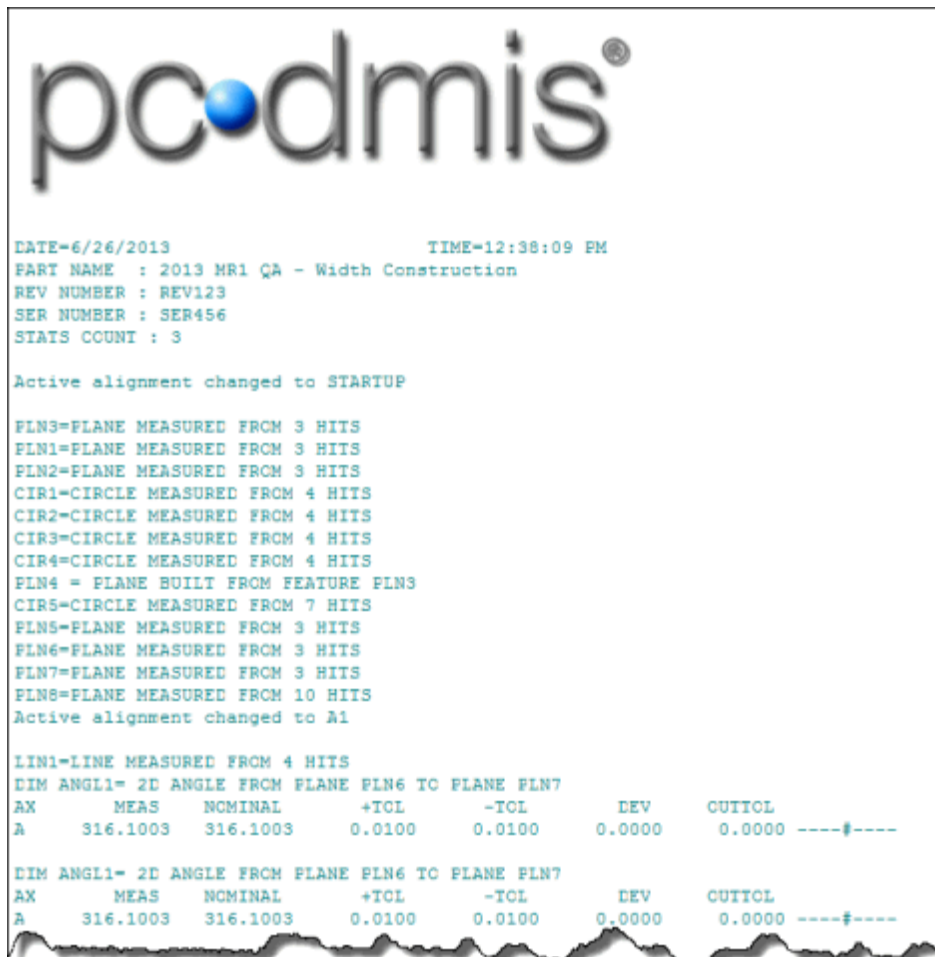 pc•dmis®
DATE=6/26/2013 TIME=12:38:09 PM
PART NAME : 2013 MR1 QA - Width Construction
REV NUMBER : REV123
SER NUMBER : SER456
STATS COUNT : 3
Active alignment changed to STARTUP
PLN3=PLANE MEASURED FROM 3 HITS
PLN1=PLANE MEASURED FROM 3 HITS
PLN2=PLANE MEASURED FROM 3 HITS
CIR1=CIRCLE MEASURED FROM 4 HITS
CIR2=CIRCLE MEASURED FROM 4 HITS
CIR3=CIRCLE MEASURED FROM 4 HITS
CIR4=CIRCLE MEASURED FROM 4 HITS
PLN4 = PLANE BUILT FROM FEATURE PLN3
CIR5=CIRCLE MEASURED FROM 7 HITS
PLN5=PLANE MEASURED FROM 3 HITS
PLN6=PLANE MEASURED FROM 3 HITS
PLN7=PLANE MEASURED FROM 3 HITS
PLN8=PLANE MEASURED FROM 10 HITS
Active alignment changed to A1
LIN1=LINE MEASURED FROM 4 HITS
DIM ANGL1= 2D ANGLE FROM PLANE PLN6 TO PLANE PLN7
AX MEAS NOMINAL +TOL -TOL DEV OUTTOL
A 316.1003 316.1003 0.0100 0.0100 0.0000 0.0000 ----#----
DIM ANGL1= 2D ANGLE FROM PLANE PLN6 TO PLANE PLN7
AX MEAS NOMINAL +TOL -TOL DEV OUTTOL
A 316.1003 316.1003 0.0100 0.0100 0.0000 0.0000 ----#----